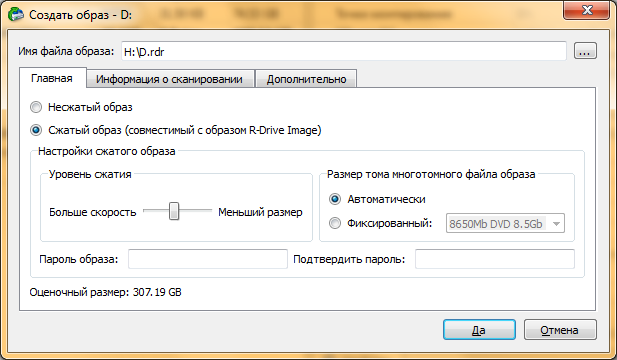 Создать образ - D:
Имя файла образа: H:\D.rdr ...
Главная Информация о сканировании Дополнительно
Несжатый образ
Сжатый образ (совместимый с образом R-Drive Image)
Настройки сжатого образа
Уровень сжатия Размер тома многотомного файла образа
Автоматически
Больше скорость Меньший размер
Фиксированный: 8650Mb DVD 8.5Gb
Пароль образа: Подтвердить пароль:
Оценочный размер: 307.19 GB
Да Отмена